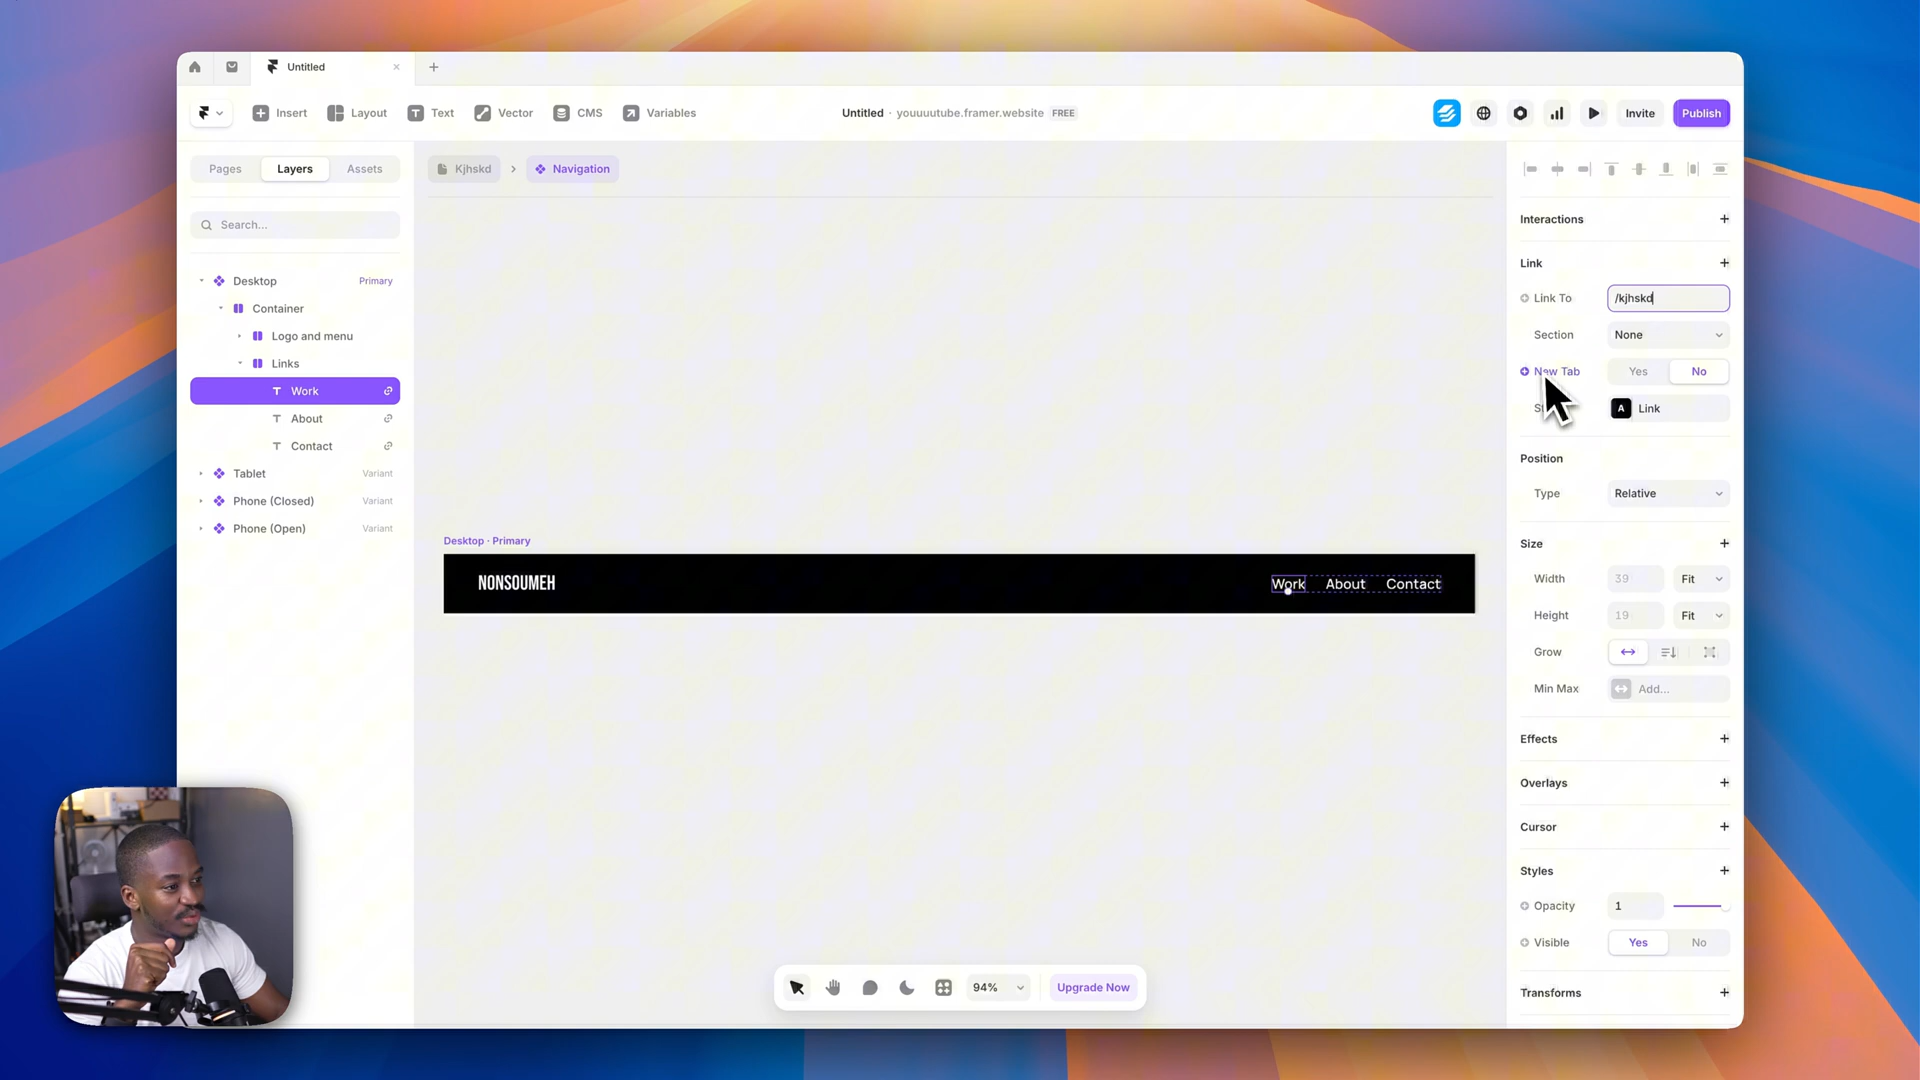 Untitled
Insert
Layout
Text
Vector
CMS
Variables
Untitled · youuuutube.framer.website FREE
Invite
Publish
Pages
Layers
Assets
Kjhskd
Navigation
Search...
Desktop Primary
Container
Logo and menu
Links
Work
About
Contact
Tablet Variant
Phone (Closed) Variant
Phone (Open) Variant
Desktop · Primary
NONSOUMEH
Work About Contact
94%
Upgrade Now
Interactions
Link
Link To /kjhskd
Section None
New Tab Yes No
A Link
Position
Type Relative
Size
Width 39 Fit
Height 19 Fit
Grow
Min Max Add...
Effects
Overlays
Cursor
Styles
Opacity 1
Visible Yes No
Transforms